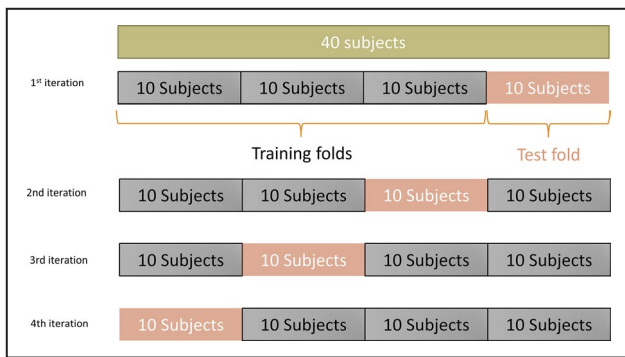 40 subjects
1st iteration
10 Subjects 10 Subjects 10 Subjects 10 Subjects
Training folds Test fold
2nd iteration
10 Subjects 10 Subjects 10 Subjects 10 Subjects
3rd iteration
10 Subjects 10 Subjects 10 Subjects 10 Subjects
4th iteration
10 Subjects 10 Subjects 10 Subjects 10 Subjects